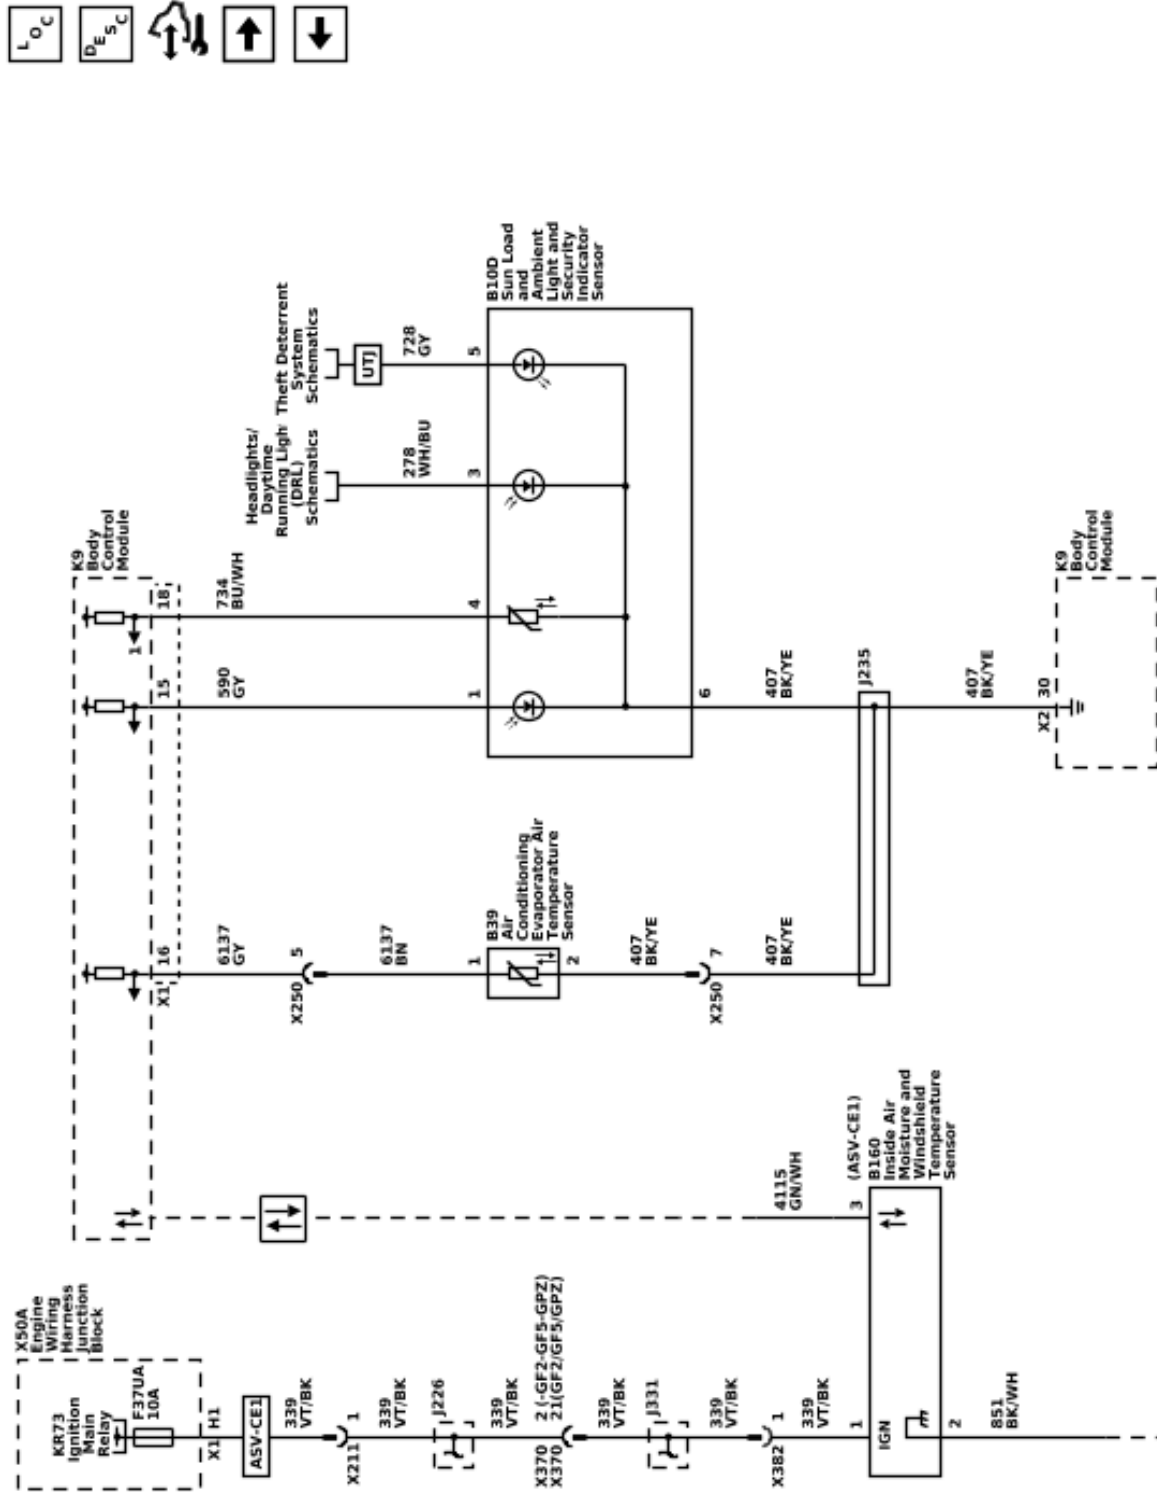 LOC
DESC
X50A
Engine
Wiring
Harness
Junction
Block
KR73
Ignition
Main
Relay
F37UA
10A
X1 H1
ASV-CE1
339
VT/BK
X211 1
339
VT/BK
J226
339
VT/BK
X370 2 (-GF2-GF5-GPZ)
X370 21(GF2/GF5/GPZ)
339
VT/BK
J331
339
VT/BK
X382 1
339
VT/BK
1
IGN
2
851
BK/WH
4115
GN/WH
3
(ASV-CE1)
B160
Inside Air
Moisture and
Windshield
Temperature
Sensor
K9
Body
Control
Module
X1 16
6137
GY
X250 5
6137
BN
1
B39
Air
Conditioning
Evaporator Air
Temperature
Sensor
2
407
BK/YE
X250 7
407
BK/YE
15
590
GY
1
1
18
734
BU/WH
4
Headlights/
Daytime
Running Ligh
(DRL)
Schematics
278
WH/BU
3
Theft Deterrent
System
Schematics
UTJ
728
GY
5
B10D
Sun Load
and
Ambient
Light and
Security
Indicator
Sensor
6
407
BK/YE
J235
407
BK/YE
X2 30
K9
Body
Control
Module